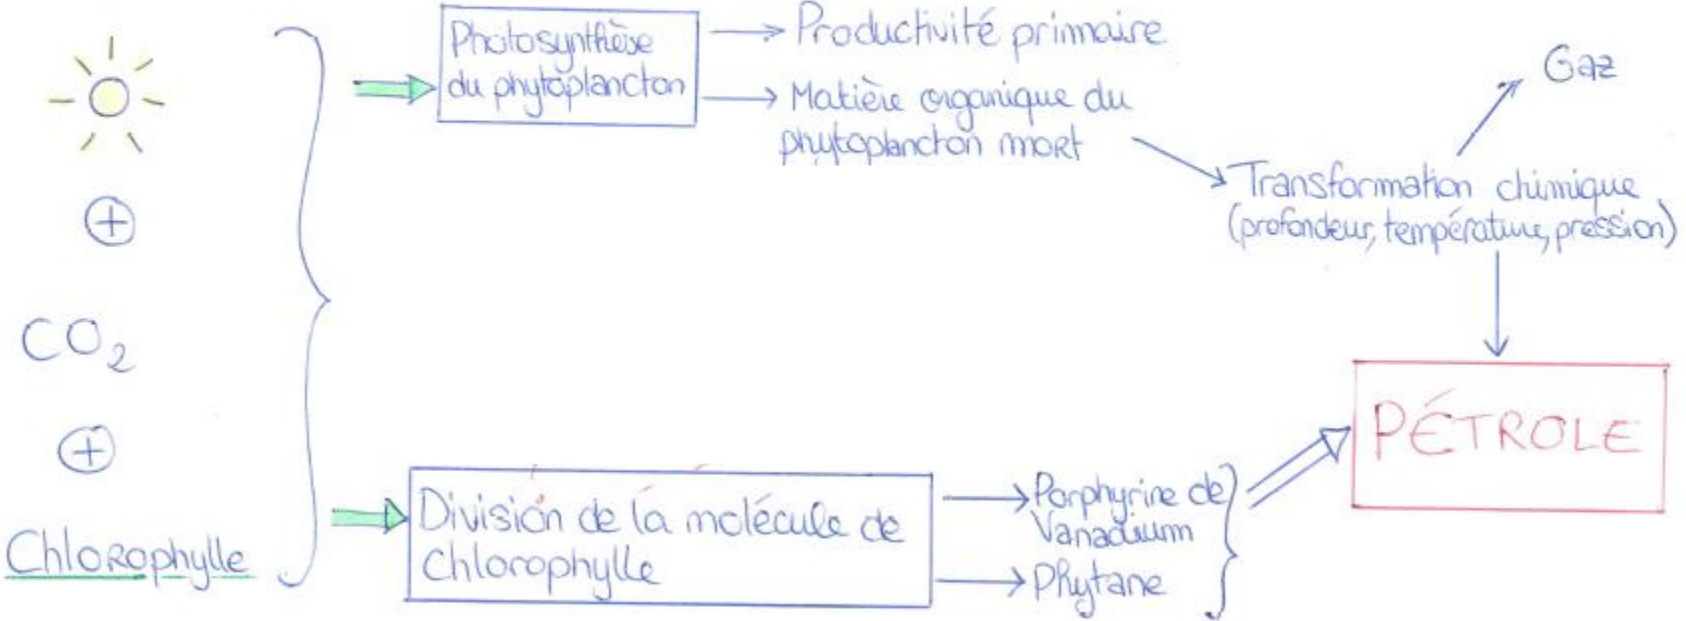 Photosynthèse
du phytoplancton
Productivité primaire
Matière organique du
phytoplancton mort
Gaz
Transformation chimique
(profondeur, température, pression)
+
CO₂
+
Chlorophylle
Division de la molécule de
chlorophylle
Porphyrine de
Vanadium
Phytane
PÉTROLE